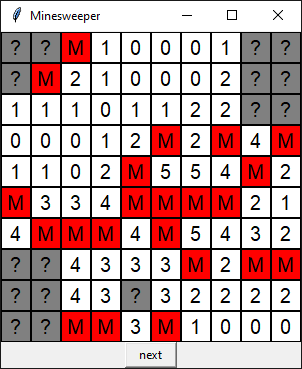 Minesweeper
? ? M 1 0 0 0 1 ? ?
? M 2 1 0 0 0 2 ? ?
1 1 1 0 1 1 2 2 ? ?
0 0 0 1 2 M 2 M 4 M
1 1 0 2 M 5 5 4 M 2
M 3 3 4 M M M M 2 1
4 M M M 4 M 5 4 3 2
? ? 4 3 3 3 M 2 M M
? ? 4 3 ? 3 2 2 2 2
? ? M M 3 M 1 0 0 0
next